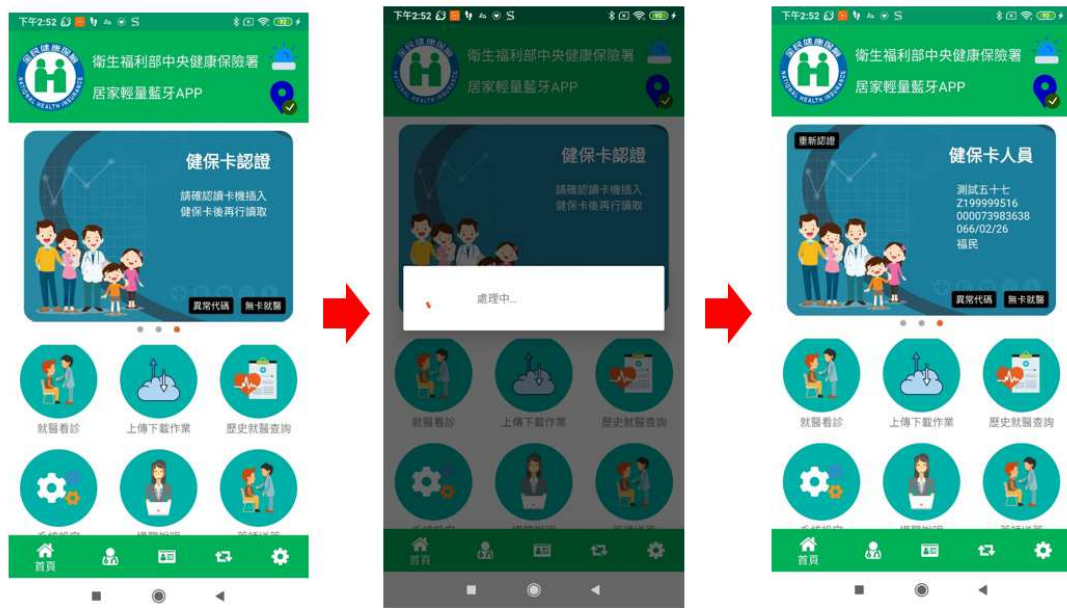 下午2:52
衛生福利部中央健康保險署
居家輕量藍牙APP
健保卡認證
請確認讀卡機插入
健保卡後再行讀取
異常代碼 無卡就醫
就醫看診 上傳下載作業 歷史就醫查詢
首頁
下午2:52
衛生福利部中央健康保險署
居家輕量藍牙APP
健保卡認證
請確認讀卡機插入
健保卡後再行讀取
處理中...
就醫看診 上傳下載作業 歷史就醫查詢
首頁
下午2:52
衛生福利部中央健康保險署
居家輕量藍牙APP
重新認證
健保卡人員
測試五十七
Z199999516
000073983638
066/02/26
福民
異常代碼 無卡就醫
就醫看診 上傳下載作業 歷史就醫查詢
首頁